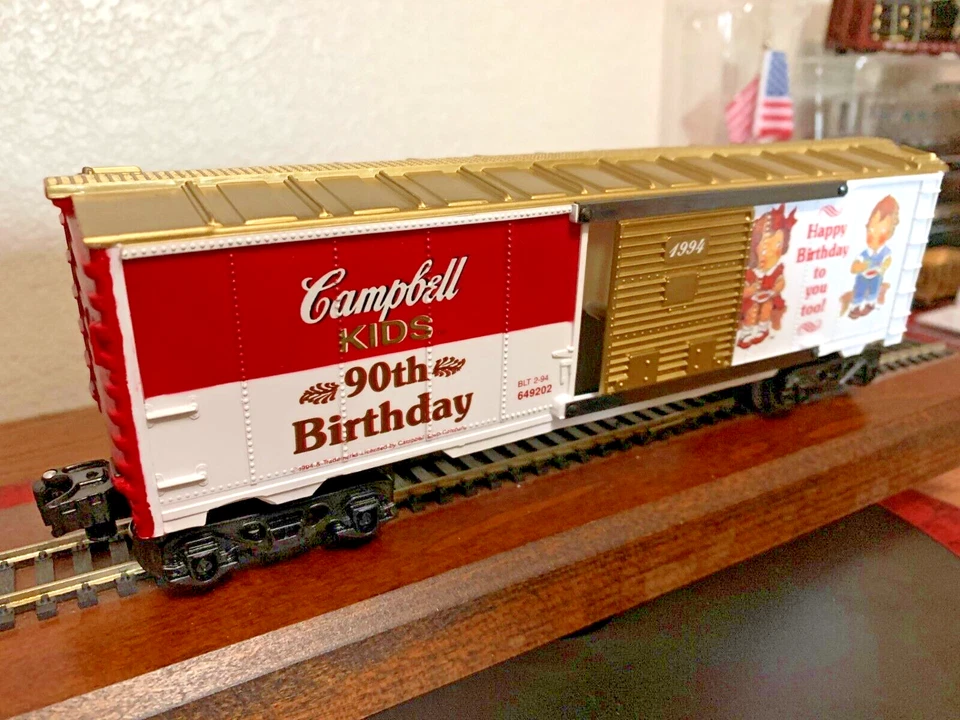 Campbell
KIDS
90th
Birthday
BLT 2-94
649202
1994
Happy
Birthday
to
you
too!